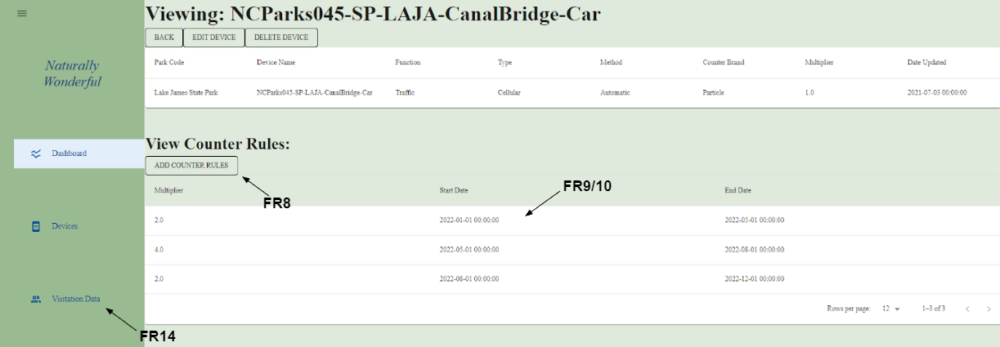 Viewing: NCParks045-SP-LAJA-CanalBridge-Car
BACK EDIT DEVICE DELETE DEVICE
Naturally
Wonderful
Park Code Device Name Function Type Method Counter Brand Multiplier Date Updated
Lake James State Park NCParks045-SP-LAJA-CanalBridge-Car Traffic Cellular Automatic Particle 1.0 2021-07-03 00:00:00
Dashboard
Devices
Visitation Data
FR14
View Counter Rules:
ADD COUNTER RULES
FR8
FR9/10
Multiplier Start Date End Date
2.0 2022-01-01 00:00:00 2022-05-01 00:00:00
4.0 2022-05-01 00:00:00 2022-08-01 00:00:00
2.0 2022-08-01 00:00:00 2022-12-01 00:00:00
Rows per page: 12 1–3 of 3